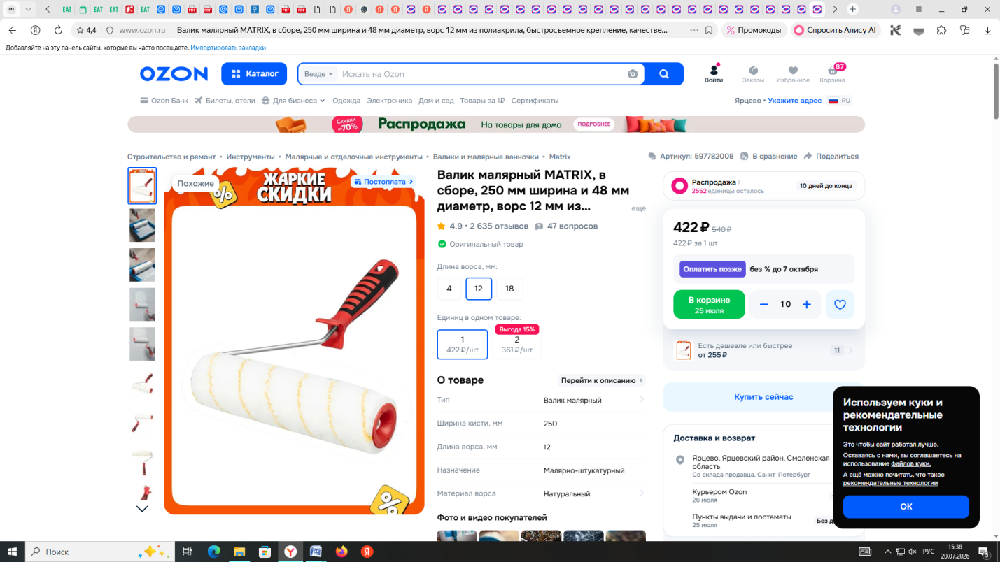 EAT EAT EAT EAT
4,4 www.ozon.ru Валик малярный MATRIX, в сборе, 250 мм ширина и 48 мм диаметр, ворс 12 мм из полиакрила, быстросъемное крепление, качестве... Промокоды Спросить Алису AI
Добавляйте на эту панель сайты, которые вы часто посещаете. Импортировать закладки
OZON Каталог Везде Искать на Ozon Войти Заказы Избранное 87 Корзина
Ozon Банк Билеты, отели Для бизнеса Одежда Электроника Дом и сад Товары за 1₽ Сертификаты Ярцево • Укажите адрес RU
Скидки до 70% Распродажа На товары для дома ПОДРОБНЕЕ
Строительство и ремонт • Инструменты • Малярные и отделочные инструменты • Валики и малярные ванночки • Matrix
Артикул: 597782008 В сравнение Поделиться
Похожие
ЖАРКИЕ
СКИДКИ
%
Постоплата
%
Валик малярный MATRIX, в
сборе, 250 мм ширина и 48 мм
диаметр, ворс 12 мм из...
ещё
4.9 • 2 635 отзывов 47 вопросов
Оригинальный товар
Длина ворса, мм:
4 12 18
Единиц в одном товаре:
Выгода 15%
1 2
422 ₽/шт 361 ₽/шт
О товаре Перейти к описанию
Тип Валик малярный
Ширина кисти, мм 250
Длина ворса, мм 12
Назначение Малярно-штукатурный
Материал ворса Натуральный
Фото и видео покупателей
Распродажа
2552 единицы осталось
10 дней до конца
422 ₽ 540 ₽
422 ₽ за 1 шт
Оплатить позже без % до 7 октября
В корзине
25 июля
10
Есть дешевле или быстрее
от 255 ₽
11
Купить сейчас
Доставка и возврат
Ярцево, Ярцевский район, Смоленская
область
Со склада продавца, Санкт-Петербург
Курьером Ozon
26 июля
Пункты выдачи и постаматы
25 июля
Используем куки и
рекомендательные
технологии
Это чтобы сайт работал лучше.
Оставаясь с нами, вы соглашаетесь на
использование файлов куки.
А ещё можно почитать, что такое
рекомендательные технологии
ОК
Поиск
РУС
15:38
20.07.2026
5